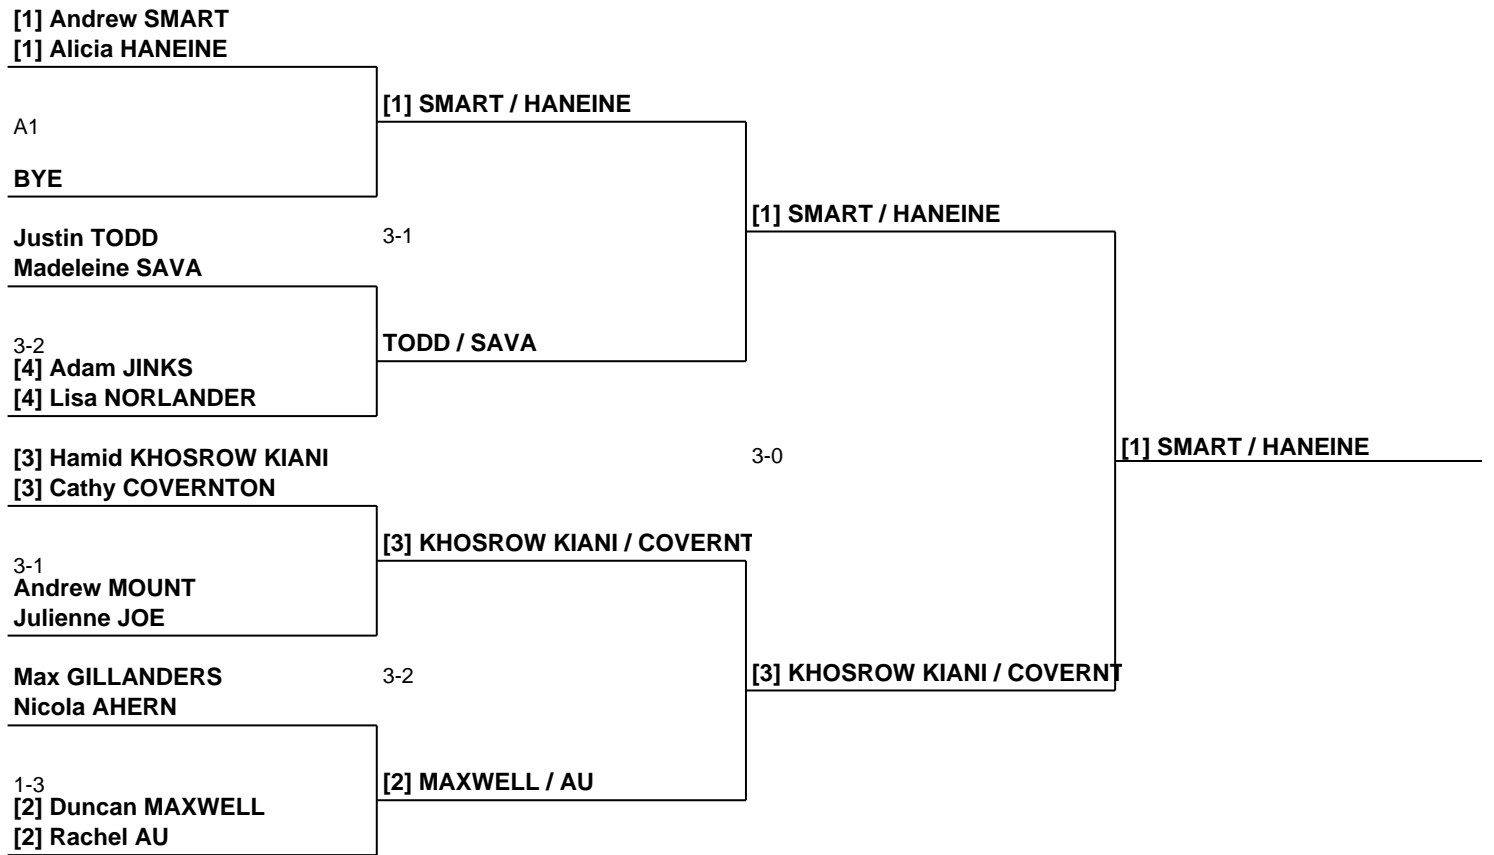 [1] Andrew SMART
[1] Alicia HANEINE
[1] SMART / HANEINE
A1
BYE
[1] SMART / HANEINE
Justin TODD
3-1
Madeleine SAVA
TODD / SAVA
3-2
[4] Adam JINKS
[4] Lisa NORLANDER
[1] SMART / HANEINE
[3] Hamid KHOSROW KIANI
3-0
[3] Cathy COVERNTON
[3] KHOSROW KIANI / COVERNT
3-1
Andrew MOUNT
Julienne JOE
Max GILLANDERS
3-2
[3] KHOSROW KIANI / COVERNT
Nicola AHERN
[2] MAXWELL / AU
1-3
[2] Duncan MAXWELL
[2] Rachel AU